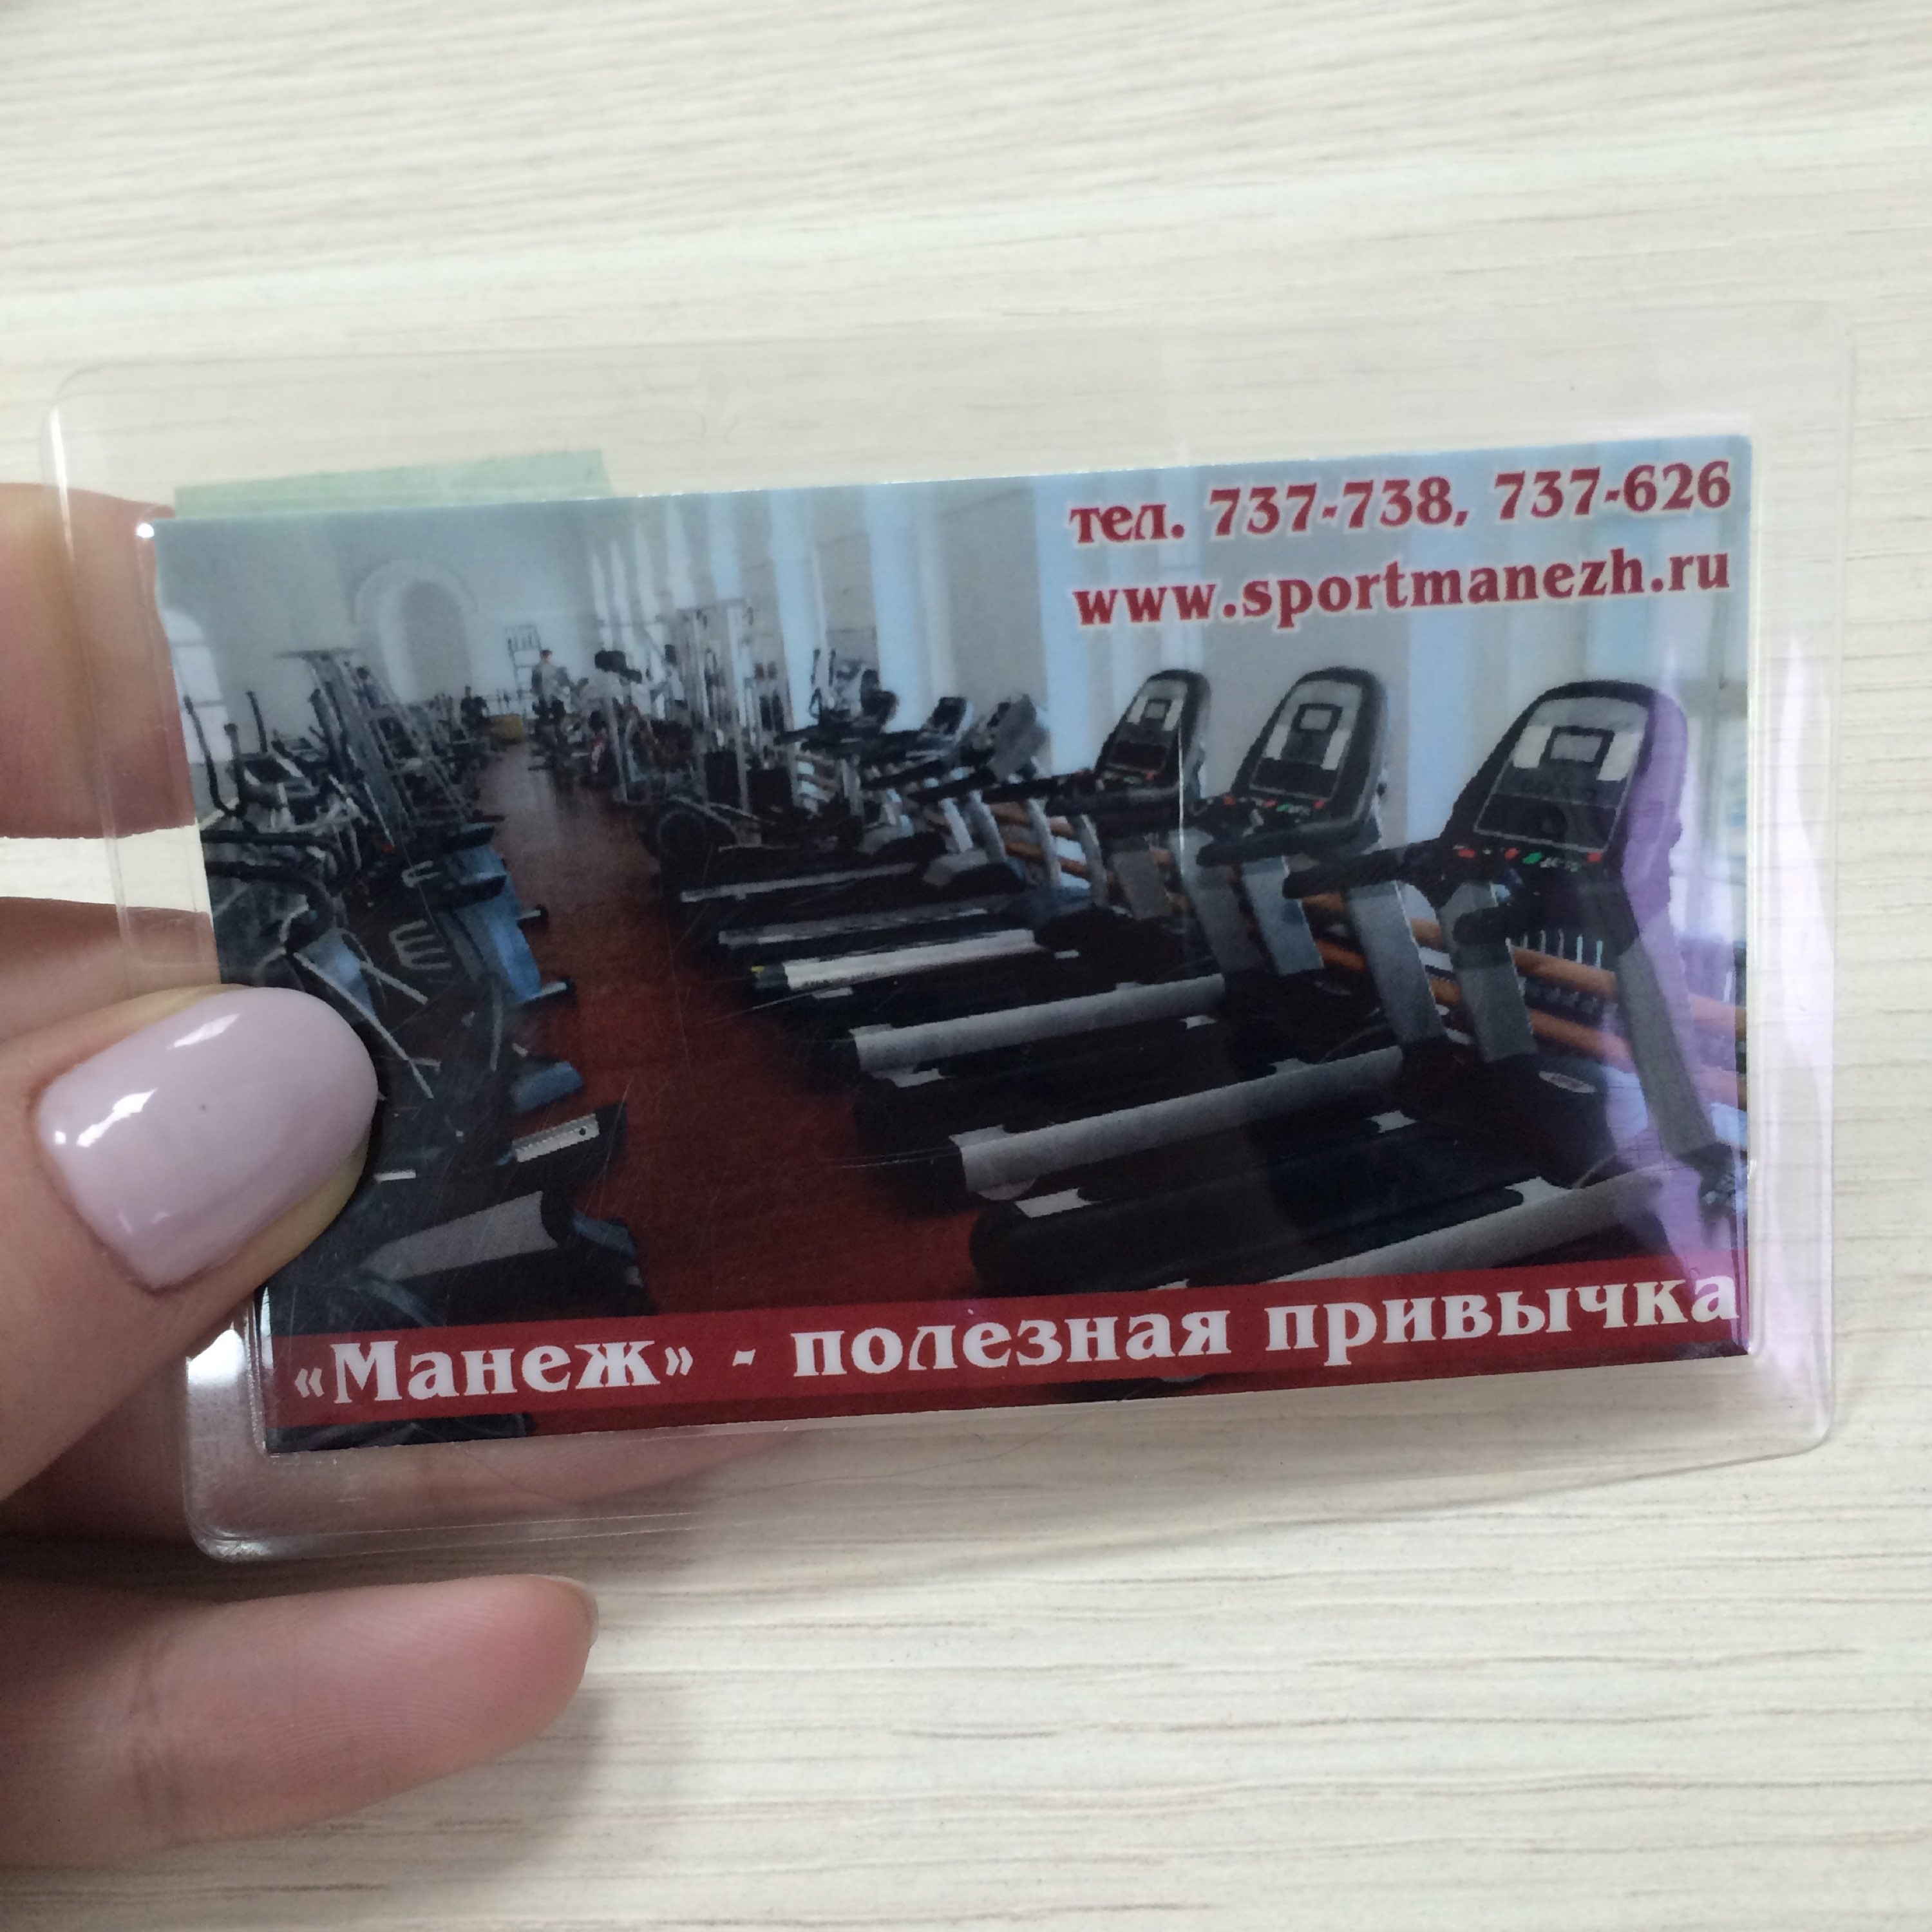 тел. 737-738, 737-626
www.sportmanezh.ru
«Манеж» - полезная привычка